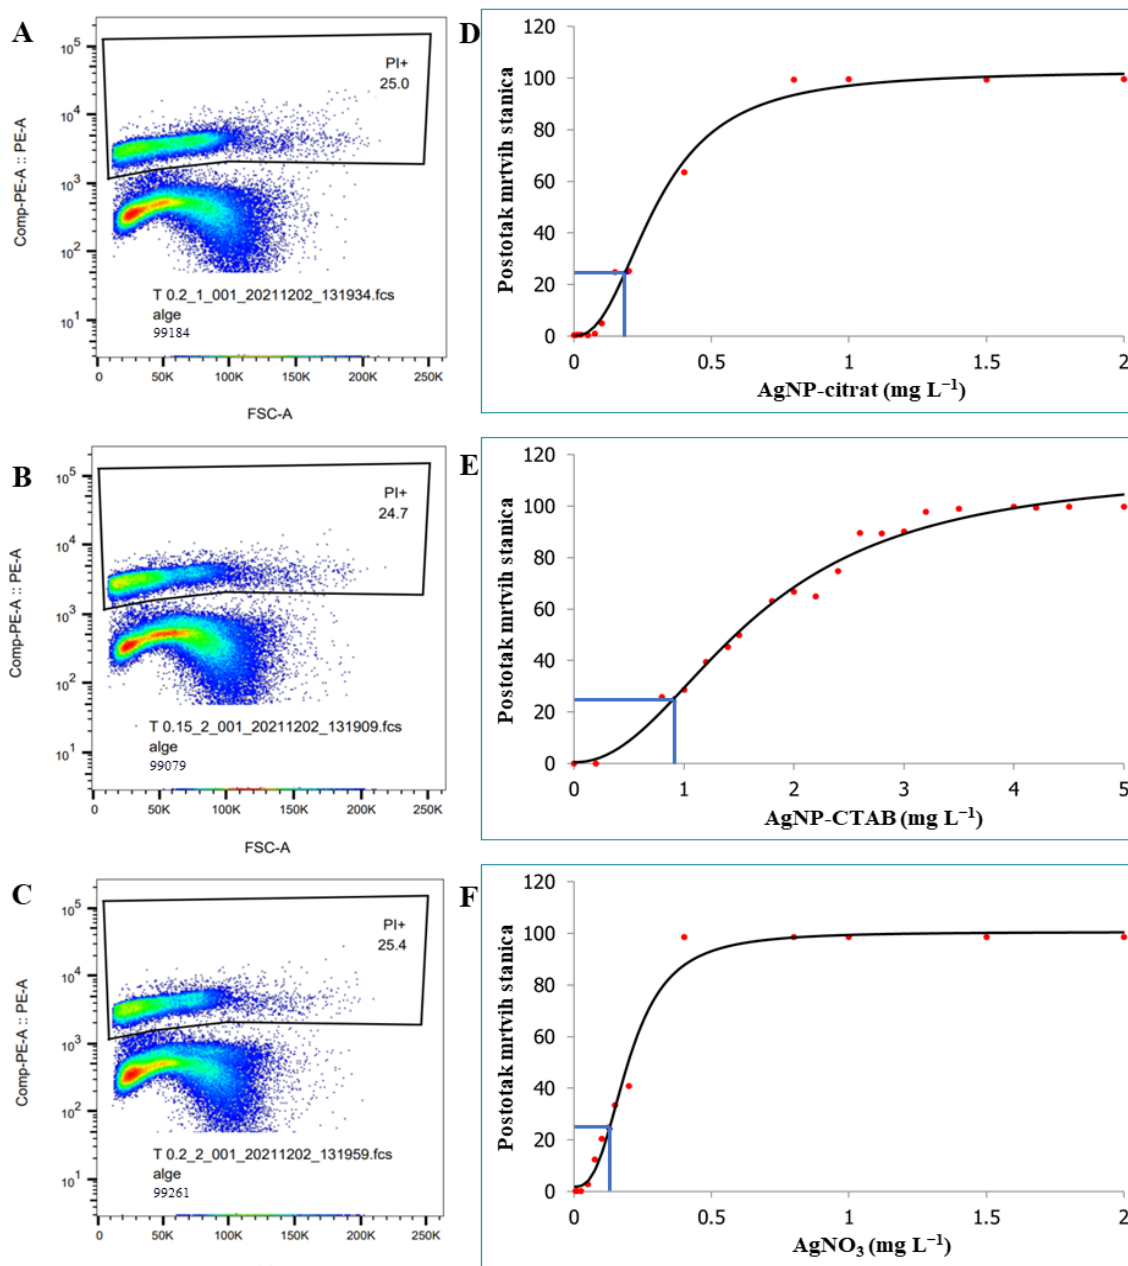 A
Comp-PE-A :: PE-A
10^5
10^4
10^3
10^2
10^1
PI+
25.0
T 0.2_1_001_20211202_131934.fcs
alge
99184
0 50K 100K 150K 200K 250K
FSC-A
D
Postotak mrtvih stanica
120
100
80
60
40
20
0
0 0.5 1 1.5 2
AgNP-citrat (mg L⁻¹)
B
Comp-PE-A :: PE-A
10^5
10^4
10^3
10^2
10^1
PI+
24.7
T 0.15_2_001_20211202_131909.fcs
alge
99079
0 50K 100K 150K 200K 250K
FSC-A
E
Postotak mrtvih stanica
120
100
80
60
40
20
0
0 1 2 3 4 5
AgNP-CTAB (mg L⁻¹)
C
Comp-PE-A :: PE-A
10^5
10^4
10^3
10^2
10^1
PI+
25.4
T 0.2_2_001_20211202_131959.fcs
alge
99261
0 50K 100K 150K 200K 250K
F
Postotak mrtvih stanica
120
100
80
60
40
20
0
0 0.5 1 1.5 2
AgNO₃ (mg L⁻¹)